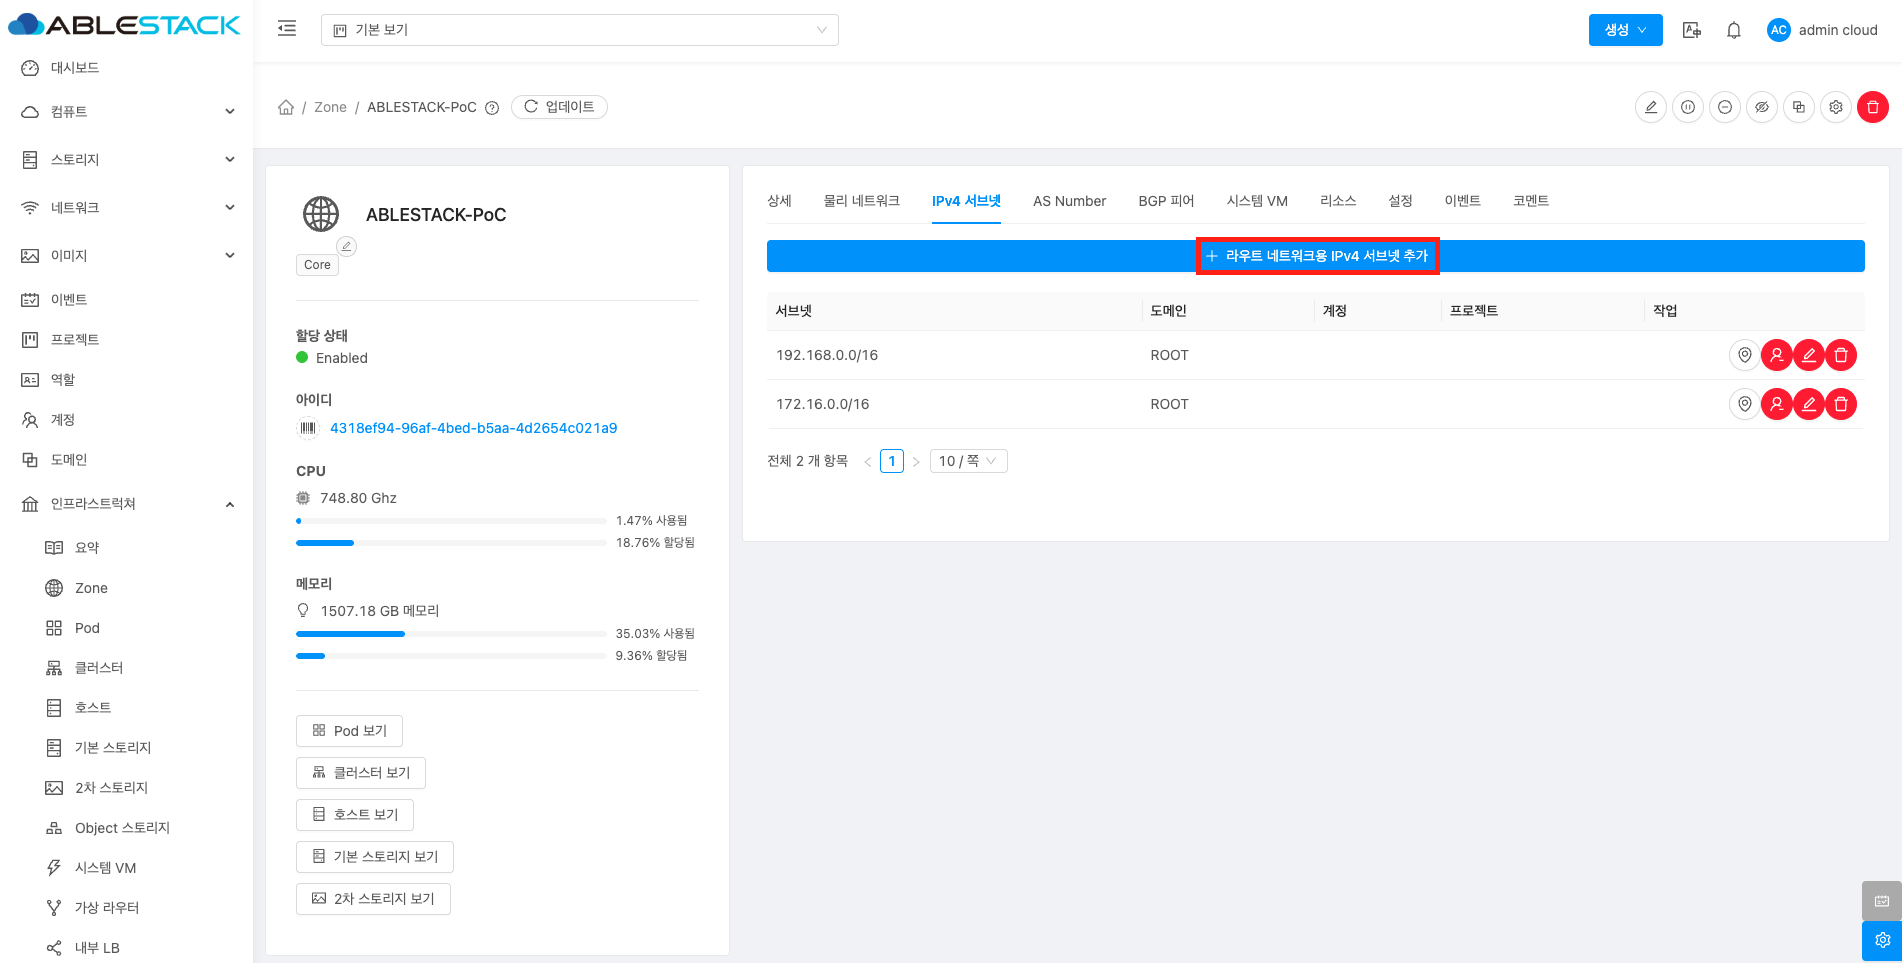 ABLESTACK
기본 보기
생성
AC
admin cloud
대시보드
컴퓨트
스토리지
네트워크
이미지
이벤트
프로젝트
역할
계정
도메인
인프라스트럭쳐
요약
Zone
Pod
클러스터
호스트
기본 스토리지
2차 스토리지
Object 스토리지
시스템 VM
가상 라우터
내부 LB
/ Zone / ABLESTACK-PoC
업데이트
ABLESTACK-PoC
Core
할당 상태
Enabled
아이디
4318ef94-96af-4bed-b5aa-4d2654c021a9
CPU
748.80 Ghz
1.47% 사용됨
18.76% 할당됨
메모리
1507.18 GB 메모리
35.03% 사용됨
9.36% 할당됨
Pod 보기
클러스터 보기
호스트 보기
기본 스토리지 보기
2차 스토리지 보기
상세 물리 네트워크 IPv4 서브넷 AS Number BGP 피어 시스템 VM 리소스 설정 이벤트 코멘트
+ 라우트 네트워크용 IPv4 서브넷 추가
서브넷 도메인 계정 프로젝트 작업
192.168.0.0/16 ROOT
172.16.0.0/16 ROOT
전체 2 개 항목 < 1 > 10 / 쪽